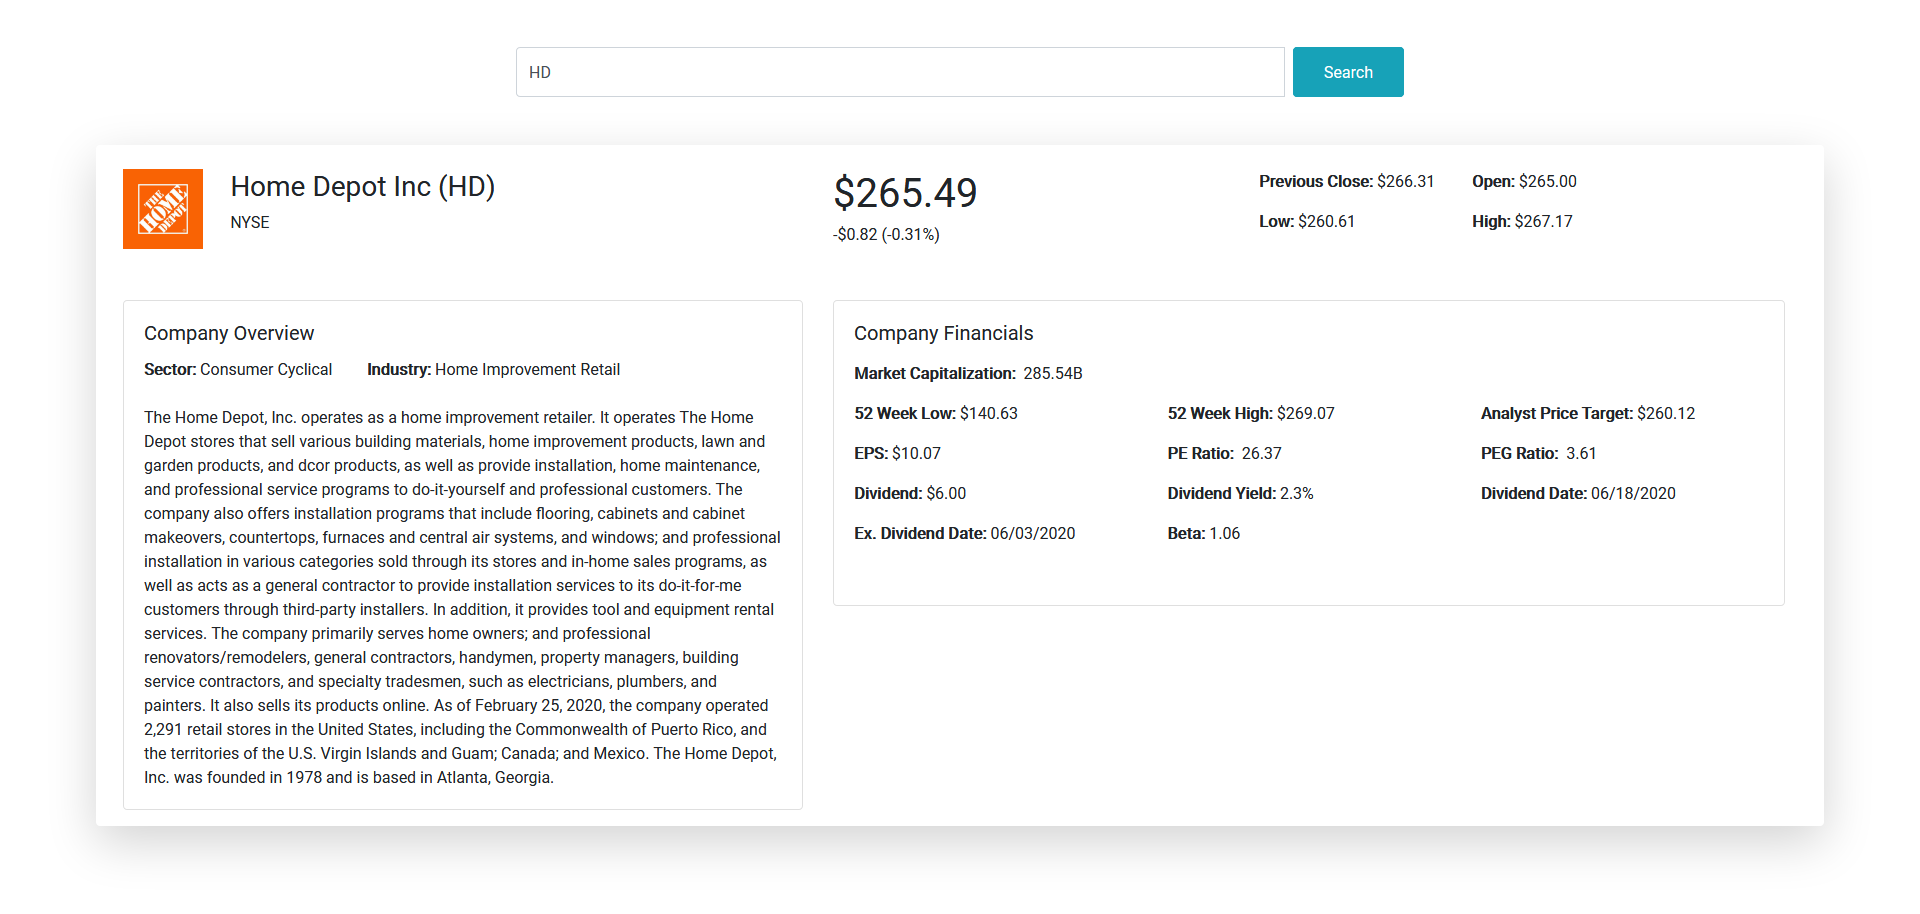 HD
Search
THE
HOME
DEPOT
Home Depot Inc (HD)
NYSE
$265.49
-$0.82 (-0.31%)
Previous Close: $266.31 Open: $265.00
Low: $260.61 High: $267.17
Company Overview
Sector: Consumer Cyclical Industry: Home Improvement Retail
The Home Depot, Inc. operates as a home improvement retailer. It operates The Home
Depot stores that sell various building materials, home improvement products, lawn and
garden products, and dcor products, as well as provide installation, home maintenance,
and professional service programs to do-it-yourself and professional customers. The
company also offers installation programs that include flooring, cabinets and cabinet
makeovers, countertops, furnaces and central air systems, and windows; and professional
installation in various categories sold through its stores and in-home sales programs, as
well as acts as a general contractor to provide installation services to its do-it-for-me
customers through third-party installers. In addition, it provides tool and equipment rental
services. The company primarily serves home owners; and professional
renovators/remodelers, general contractors, handymen, property managers, building
service contractors, and specialty tradesmen, such as electricians, plumbers, and
painters. It also sells its products online. As of February 25, 2020, the company operated
2,291 retail stores in the United States, including the Commonwealth of Puerto Rico, and
the territories of the U.S. Virgin Islands and Guam; Canada; and Mexico. The Home Depot,
Inc. was founded in 1978 and is based in Atlanta, Georgia.
Company Financials
Market Capitalization: 285.54B
52 Week Low: $140.63 52 Week High: $269.07 Analyst Price Target: $260.12
EPS: $10.07 PE Ratio: 26.37 PEG Ratio: 3.61
Dividend: $6.00 Dividend Yield: 2.3% Dividend Date: 06/18/2020
Ex. Dividend Date: 06/03/2020 Beta: 1.06